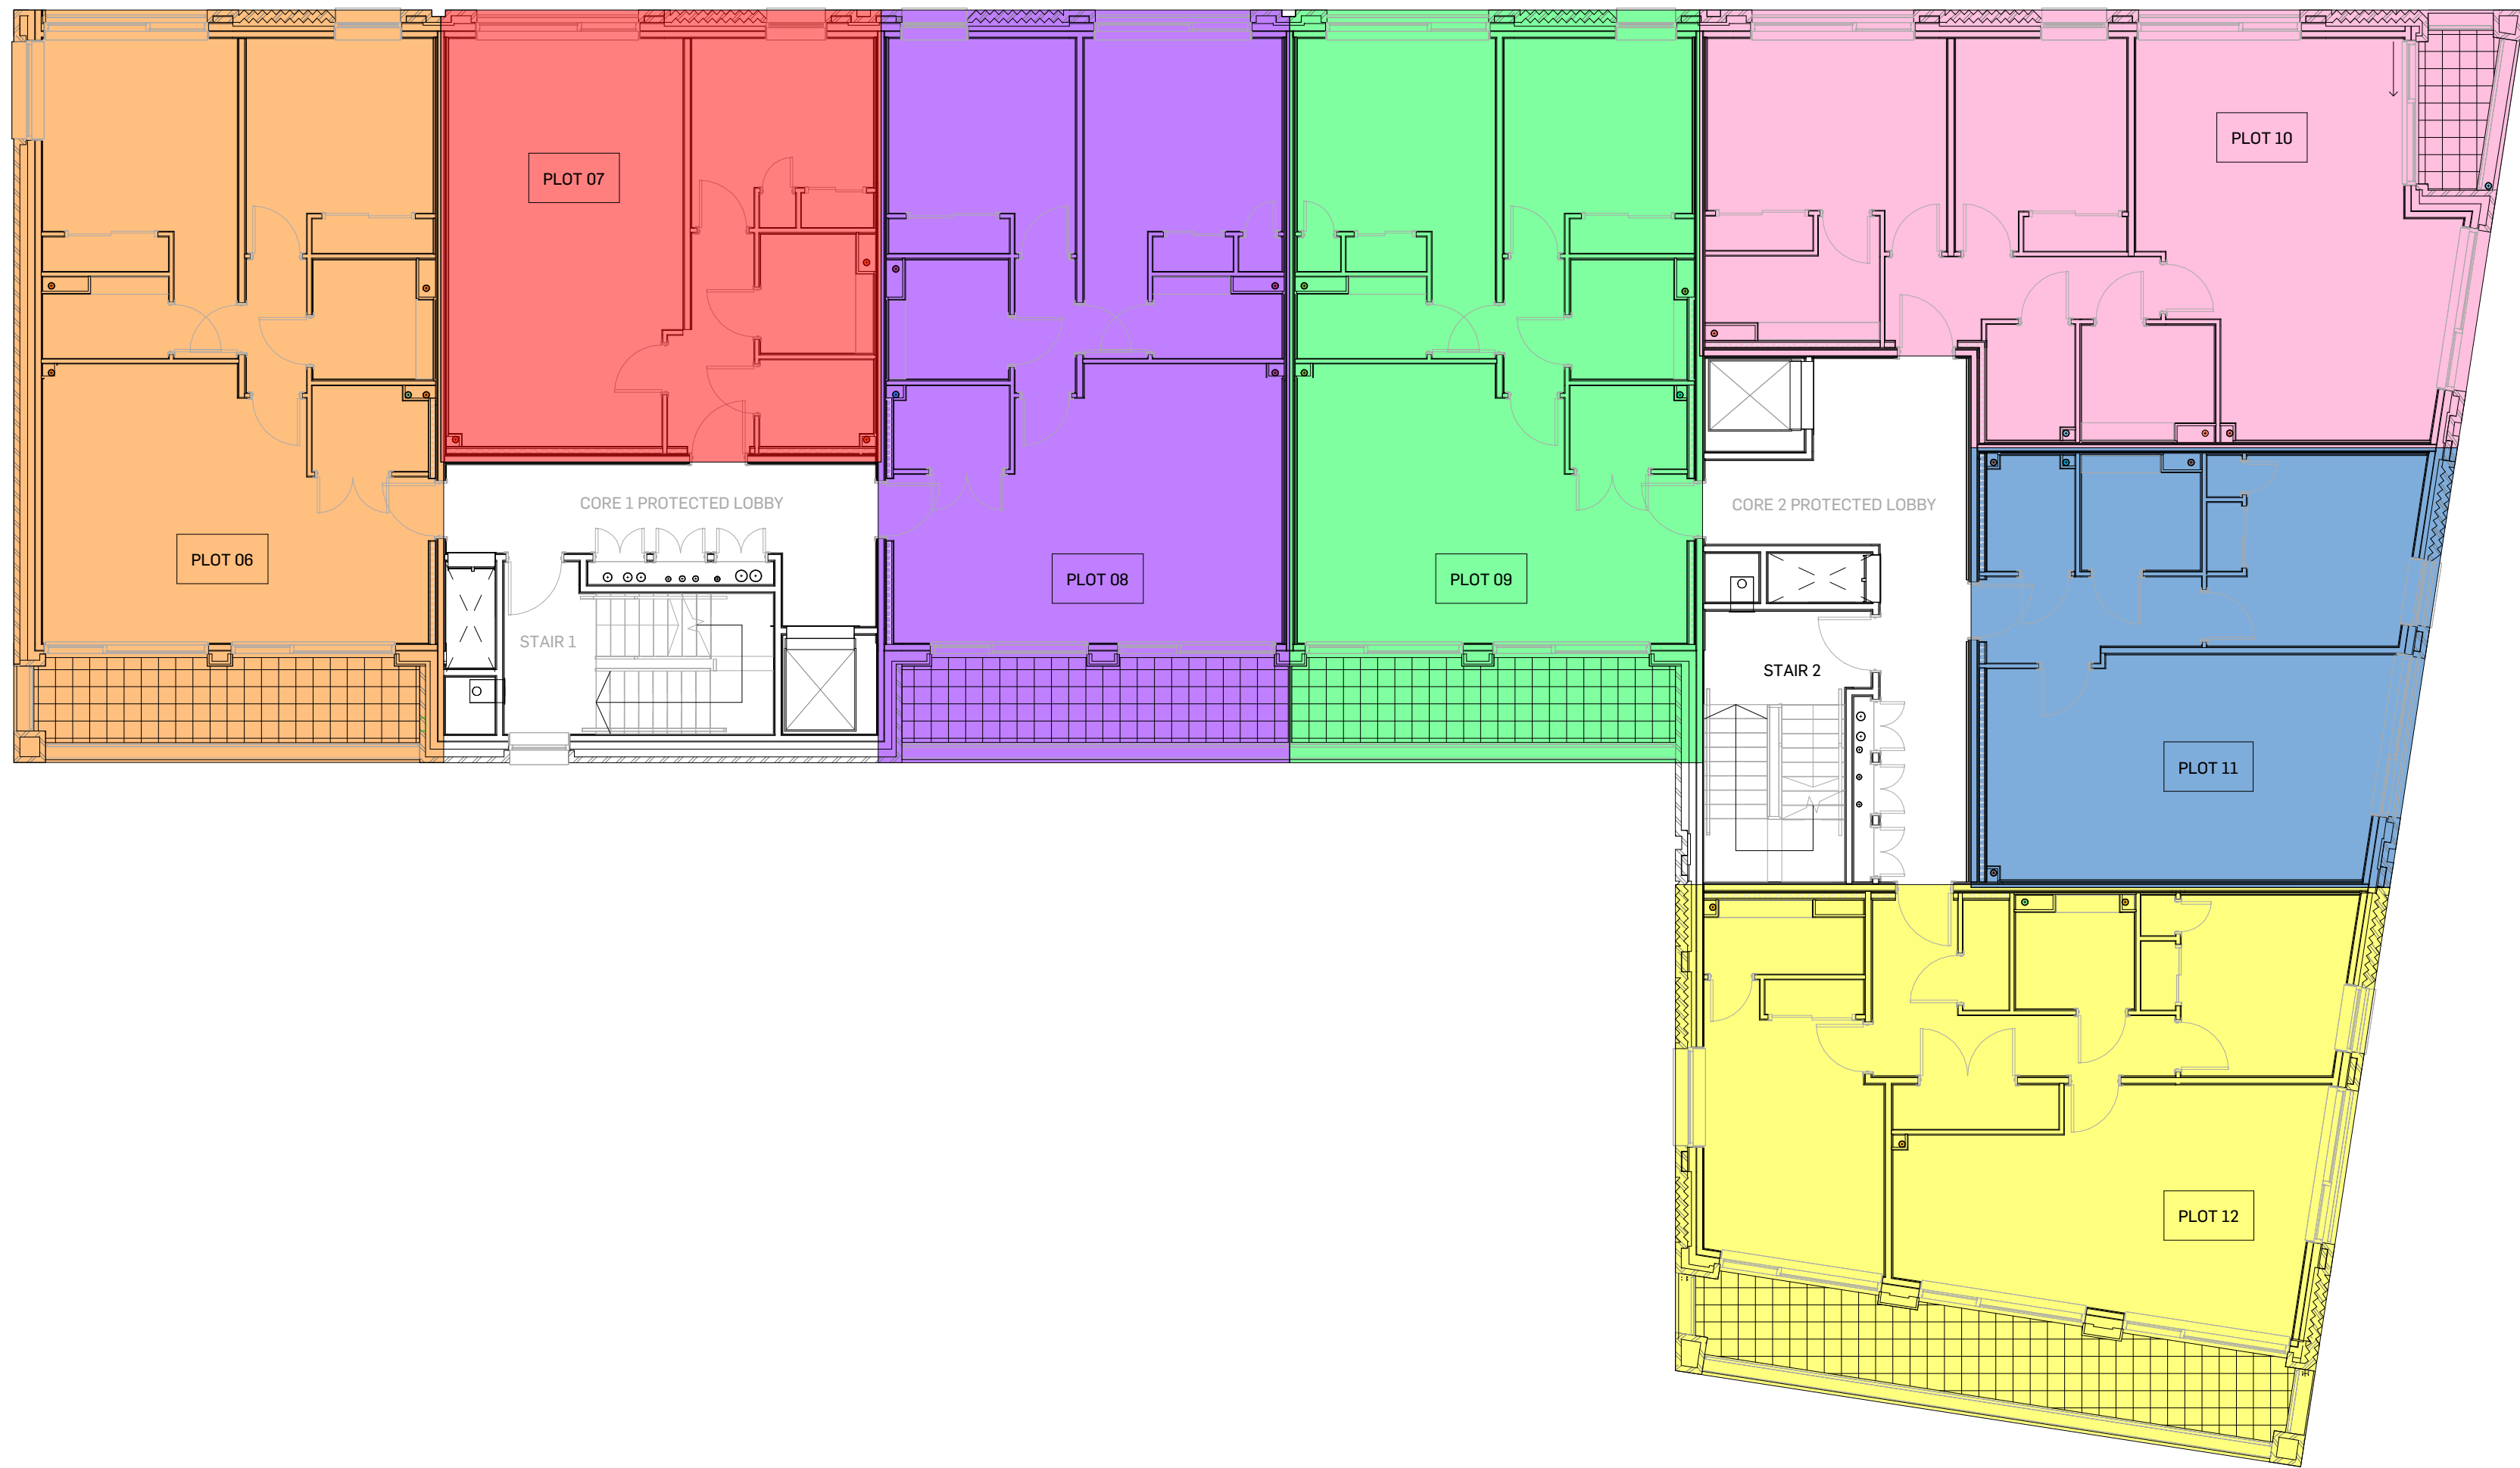 PLOT 10
PLOT 07
CORE 1 PROTECTED LOBBY
CORE 2 PROTECTED LOBBY
PLOT 06
PLOT 08
PLOT 09
STAIR 1
STAIR 2
PLOT 11
PLOT 12